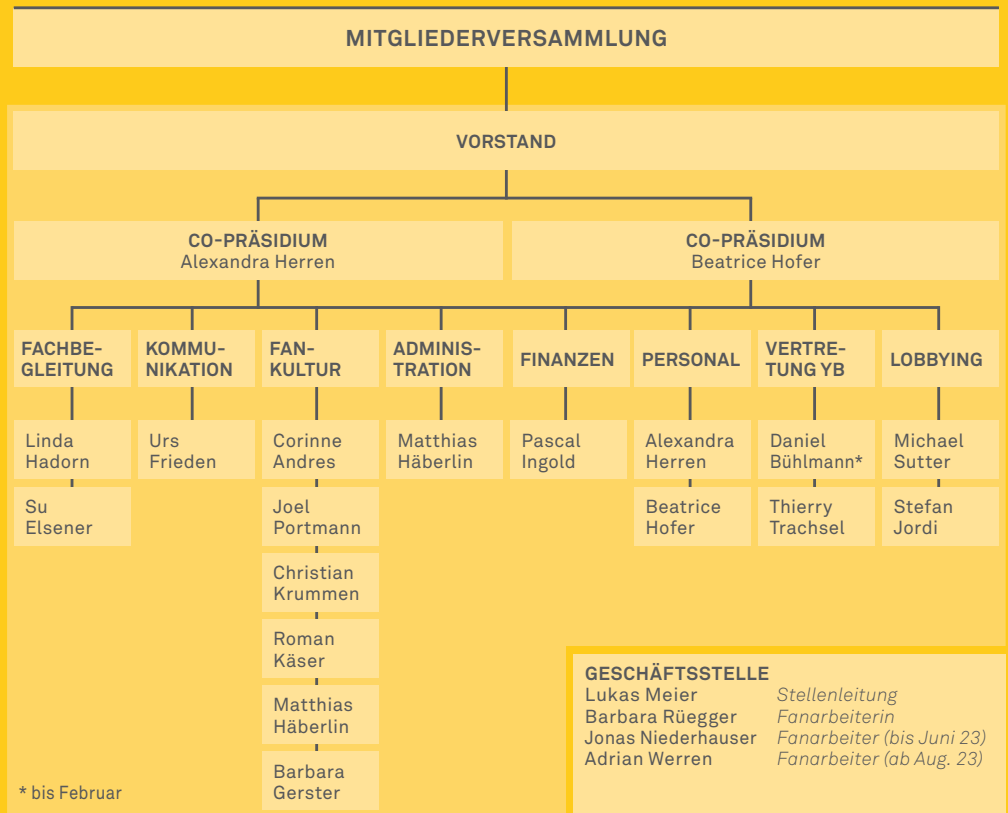 MITGLIEDERVERSAMMLUNG
VORSTAND
CO-PRÄSIDIUM
Alexandra Herren
CO-PRÄSIDIUM
Beatrice Hofer
FACHBE-
GLEITUNG
KOMMU-
NIKATION
FAN-
KULTUR
ADMINIS-
TRATION
FINANZEN
PERSONAL
VERTRE-
TUNG YB
LOBBYING
Linda
Hadorn
Su
Elsener
Urs
Frieden
Corinne
Andres
Joel
Portmann
Christian
Krummen
Roman
Käser
Matthias
Häberlin
Barbara
Gerster
Matthias
Häberlin
Pascal
Ingold
Alexandra
Herren
Beatrice
Hofer
Daniel
Bühlmann*
Thierry
Trachsel
Michael
Sutter
Stefan
Jordi
GESCHÄFTSSTELLE
Lukas Meier Stellenleitung
Barbara Rüegger Fanarbeiterin
Jonas Niederhauser Fanarbeiter (bis Juni 23)
Adrian Werren Fanarbeiter (ab Aug. 23)
* bis Februar